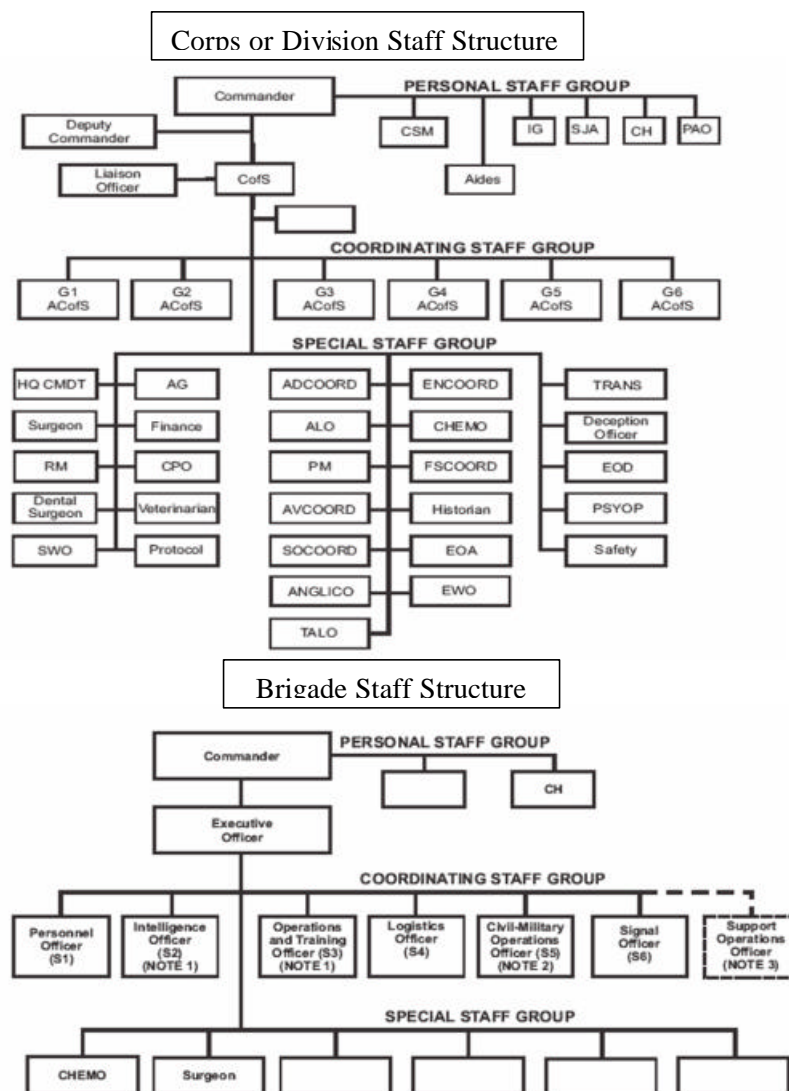 Corps or Division Staff Structure
PERSONAL STAFF GROUP
Commander
CSM
IG
SJA
CH
PAO
Deputy
Commander
Liaison
Officer
CofS
Aides
COORDINATING STAFF GROUP
G1
ACofS
G2
ACofS
G3
ACofS
G4
ACofS
G5
ACofS
G6
ACofS
SPECIAL STAFF GROUP
HQ CMDT
AG
ADCOORD
ENCOORD
TRANS
Surgeon
Finance
ALO
CHEMO
Deception
Officer
RM
CPO
PM
FSCOORD
EOD
Dental
Surgeon
Veterinarian
AVCOORD
Historian
PSYOP
SWO
Protocol
SOCOORD
EOA
Safety
ANGLICO
EWO
TALO
Brigade Staff Structure
PERSONAL STAFF GROUP
Commander
CH
Executive
Officer
COORDINATING STAFF GROUP
Personnel
Officer
(S1)
Intelligence
Officer
(S2)
(NOTE 1)
Operations
and Training
Officer (S3)
(NOTE 1)
Logistics
Officer
(S4)
Civil-Military
Operations
Officer (S5)
(NOTE 2)
Signal
Officer
(S6)
Support
Operations
Officer
(NOTE 3)
SPECIAL STAFF GROUP
CHEMO
Surgeon